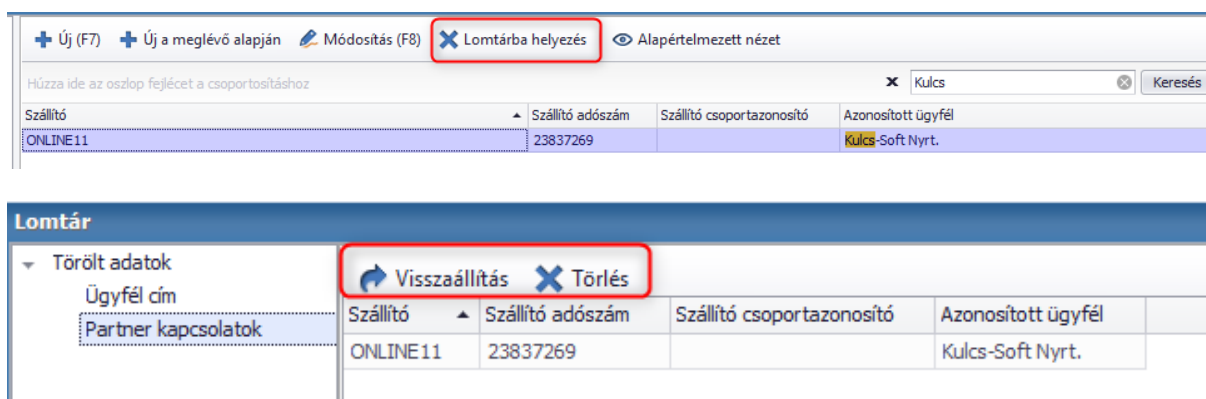 Új (F7) Új a meglévő alapján Módosítás (F8) Lomtárba helyezés Alapértelmezett nézet
Húzza ide az oszlop fejlécét a csoportosításhoz Kulcs Keresés
Szállító Szállító adószám Szállító csoportazonosító Azonosított ügyfél
ONLINE11 23837269 Kulcs-Soft Nyrt.
Lomtár
Törölt adatok
Ügyfél cím
Partner kapcsolatok
Visszaállítás Törlés
Szállító Szállító adószám Szállító csoportazonosító Azonosított ügyfél
ONLINE11 23837269 Kulcs-Soft Nyrt.